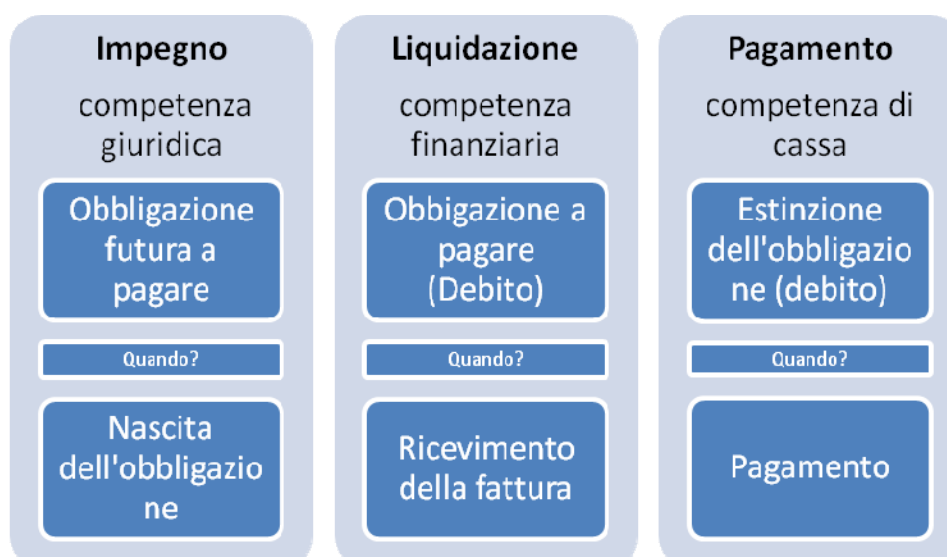 Impegno
competenza
giuridica
Obbligazione
futura a
pagare
Quando?
Nascita
dell'obbligazio
ne
Liquidazione
competenza
finanziaria
Obbigazione a
pagare
(Debito)
Quando?
Ricevimento
della fattura
Pagamento
competenza di
cassa
Estinzione
dell'obbligazio
ne (debito)
Quando?
Pagamento